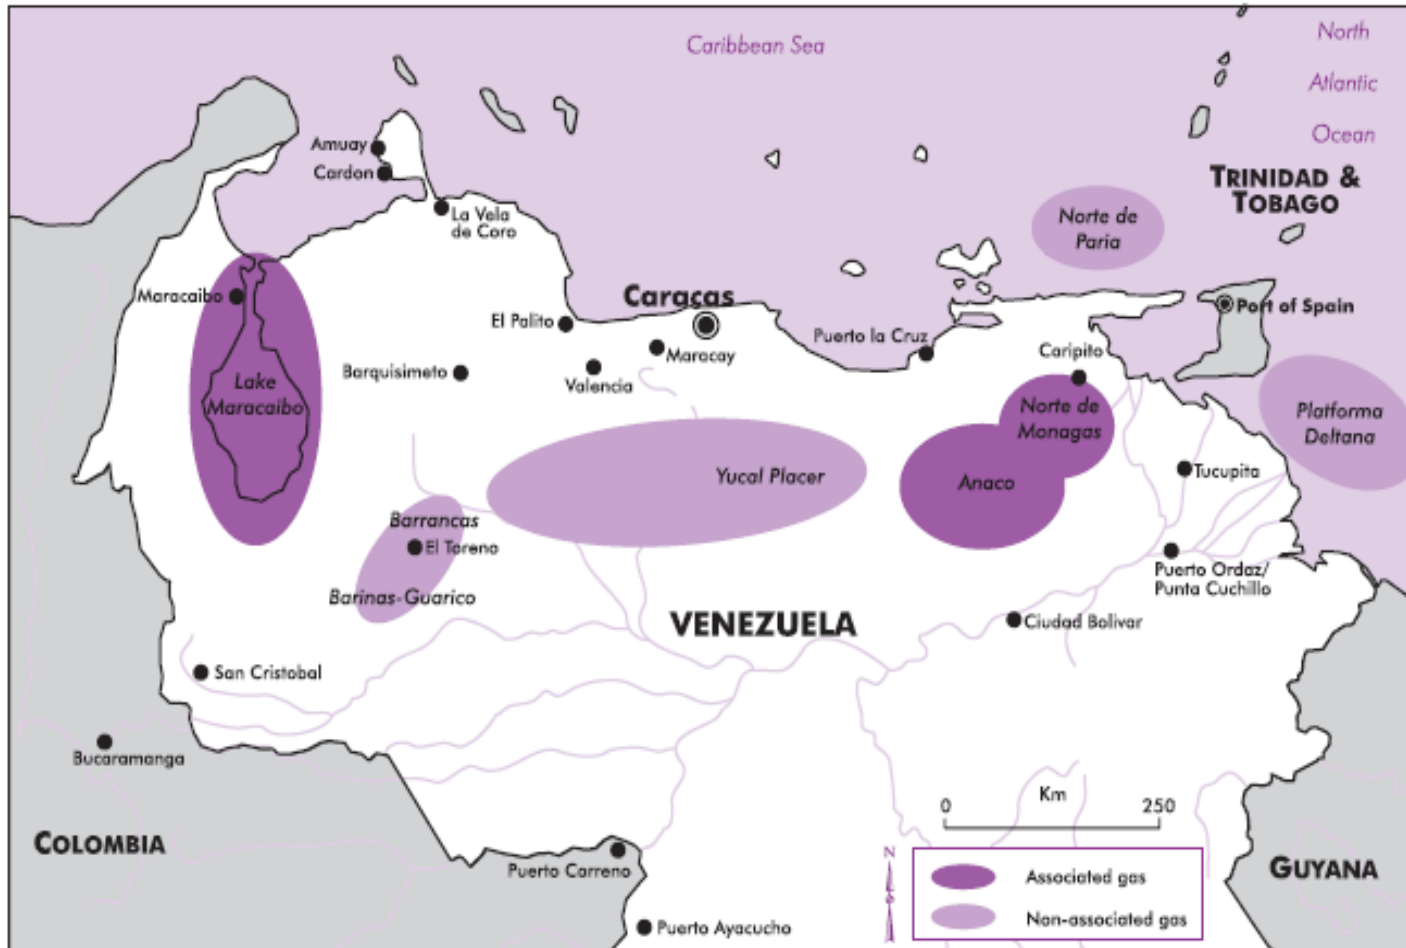 Caribbean Sea
North
Atlantic
Ocean
TRINIDAD &
TOBAGO
Amuay
Cardon
La Vela
de Coro
Norte de
Paria
Maracaibo
Caracas
El Palito
Port of Spain
Puerto la Cruz
Maracay
Caripito
Barquisimeto
Valencia
Lake
Maracaibo
Norte de
Monagas
Platforma
Deltana
Yucal Placer
Anaco
Tucupita
Barrancas
El Toreno
Barinas-Guarico
Puerto Ordaz/
Punta Cuchillo
VENEZUELA
Ciudad Bolivar
San Cristobal
Bucaramanga
Km
0 250
COLOMBIA
Puerto Carreno
GUYANA
N
Associated gas
Non-associated gas
Puerto Ayacucho